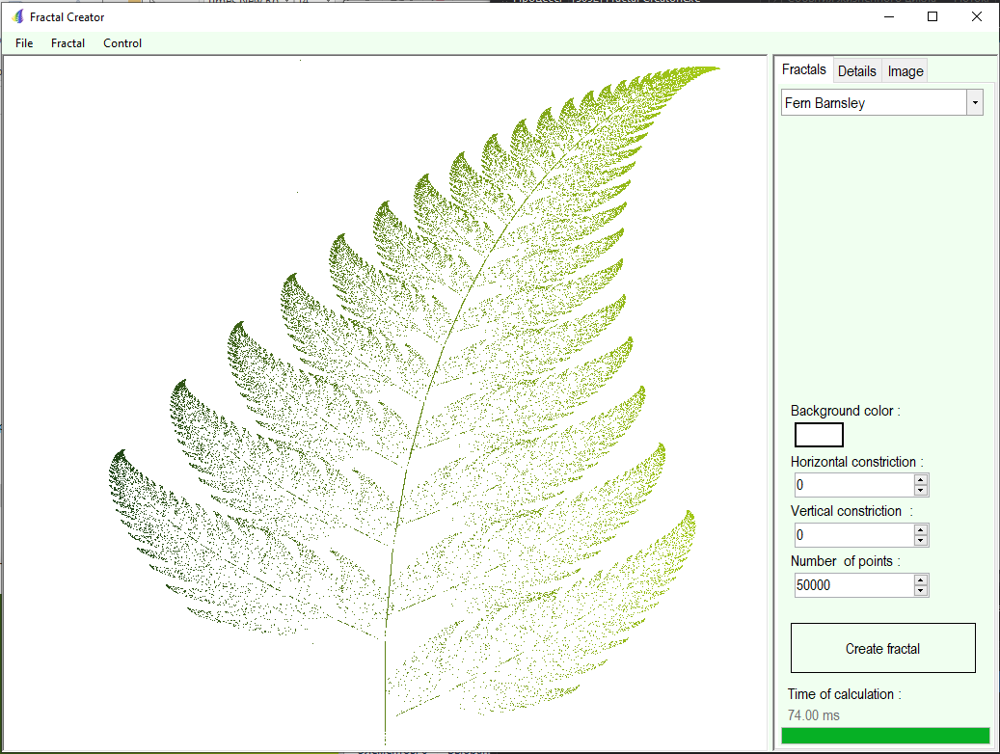 Fractal Creator
File Fractal Control
Fractals Details Image
Fern Barnsley
Background color :
Horizontal constriction :
0
Vertical constriction :
0
Number of points :
50000
Create fractal
Time of calculation :
74.00 ms